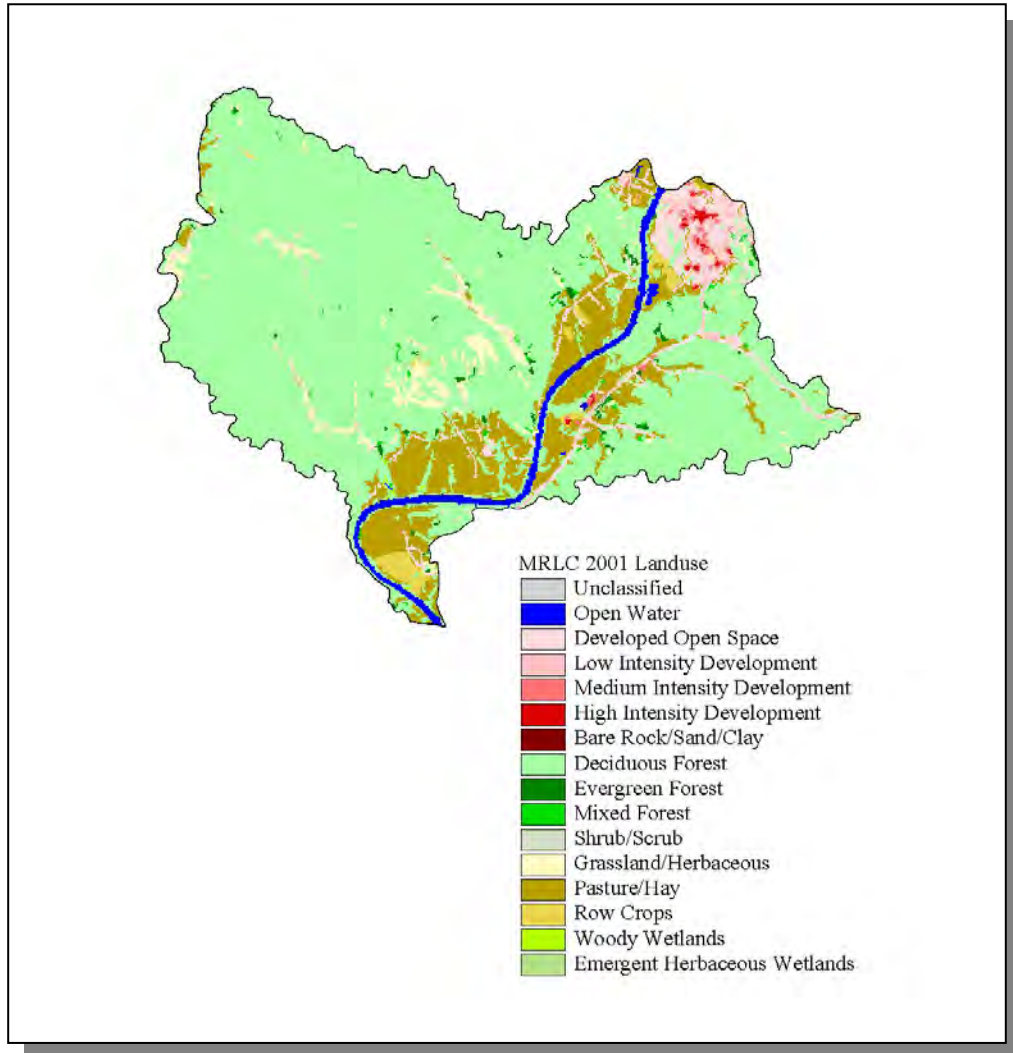 MRLC 2001 Landuse
Unclassified
Open Water
Developed Open Space
Low Intensity Development
Medium Intensity Development
High Intensity Development
Bare Rock/Sand/Clay
Deciduous Forest
Evergreen Forest
Mixed Forest
Shrub/Scrub
Grassland/Herbaceous
Pasture/Hay
Row Crops
Woody Wetlands
Emergent Herbaceous Wetlands